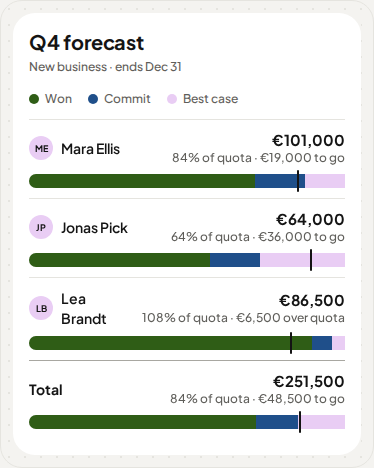 Q4 forecast
New business · ends Dec 31
Won Commit Best case
ME Mara Ellis €101,000
84% of quota · €19,000 to go
JP Jonas Pick €64,000
64% of quota · €36,000 to go
LB Lea Brandt €86,500
108% of quota · €6,500 over quota
Total €251,500
84% of quota · €48,500 to go